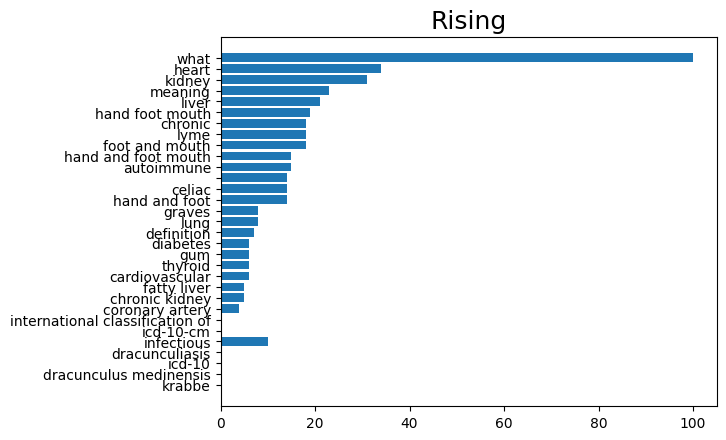 Rising
what
heart
kidney
meaning
liver
hand foot mouth
chronic
lyme
foot and mouth
hand and foot mouth
autoimmune
celiac
hand and foot
graves
lung
definition
diabetes
gum
thyroid
cardiovascular
fatty liver
chronic kidney
coronary artery
international classification of
icd-10-cm
infectious
dracunculiasis
icd-10
dracunculus medinensis
krabbe
0 20 40 60 80 100